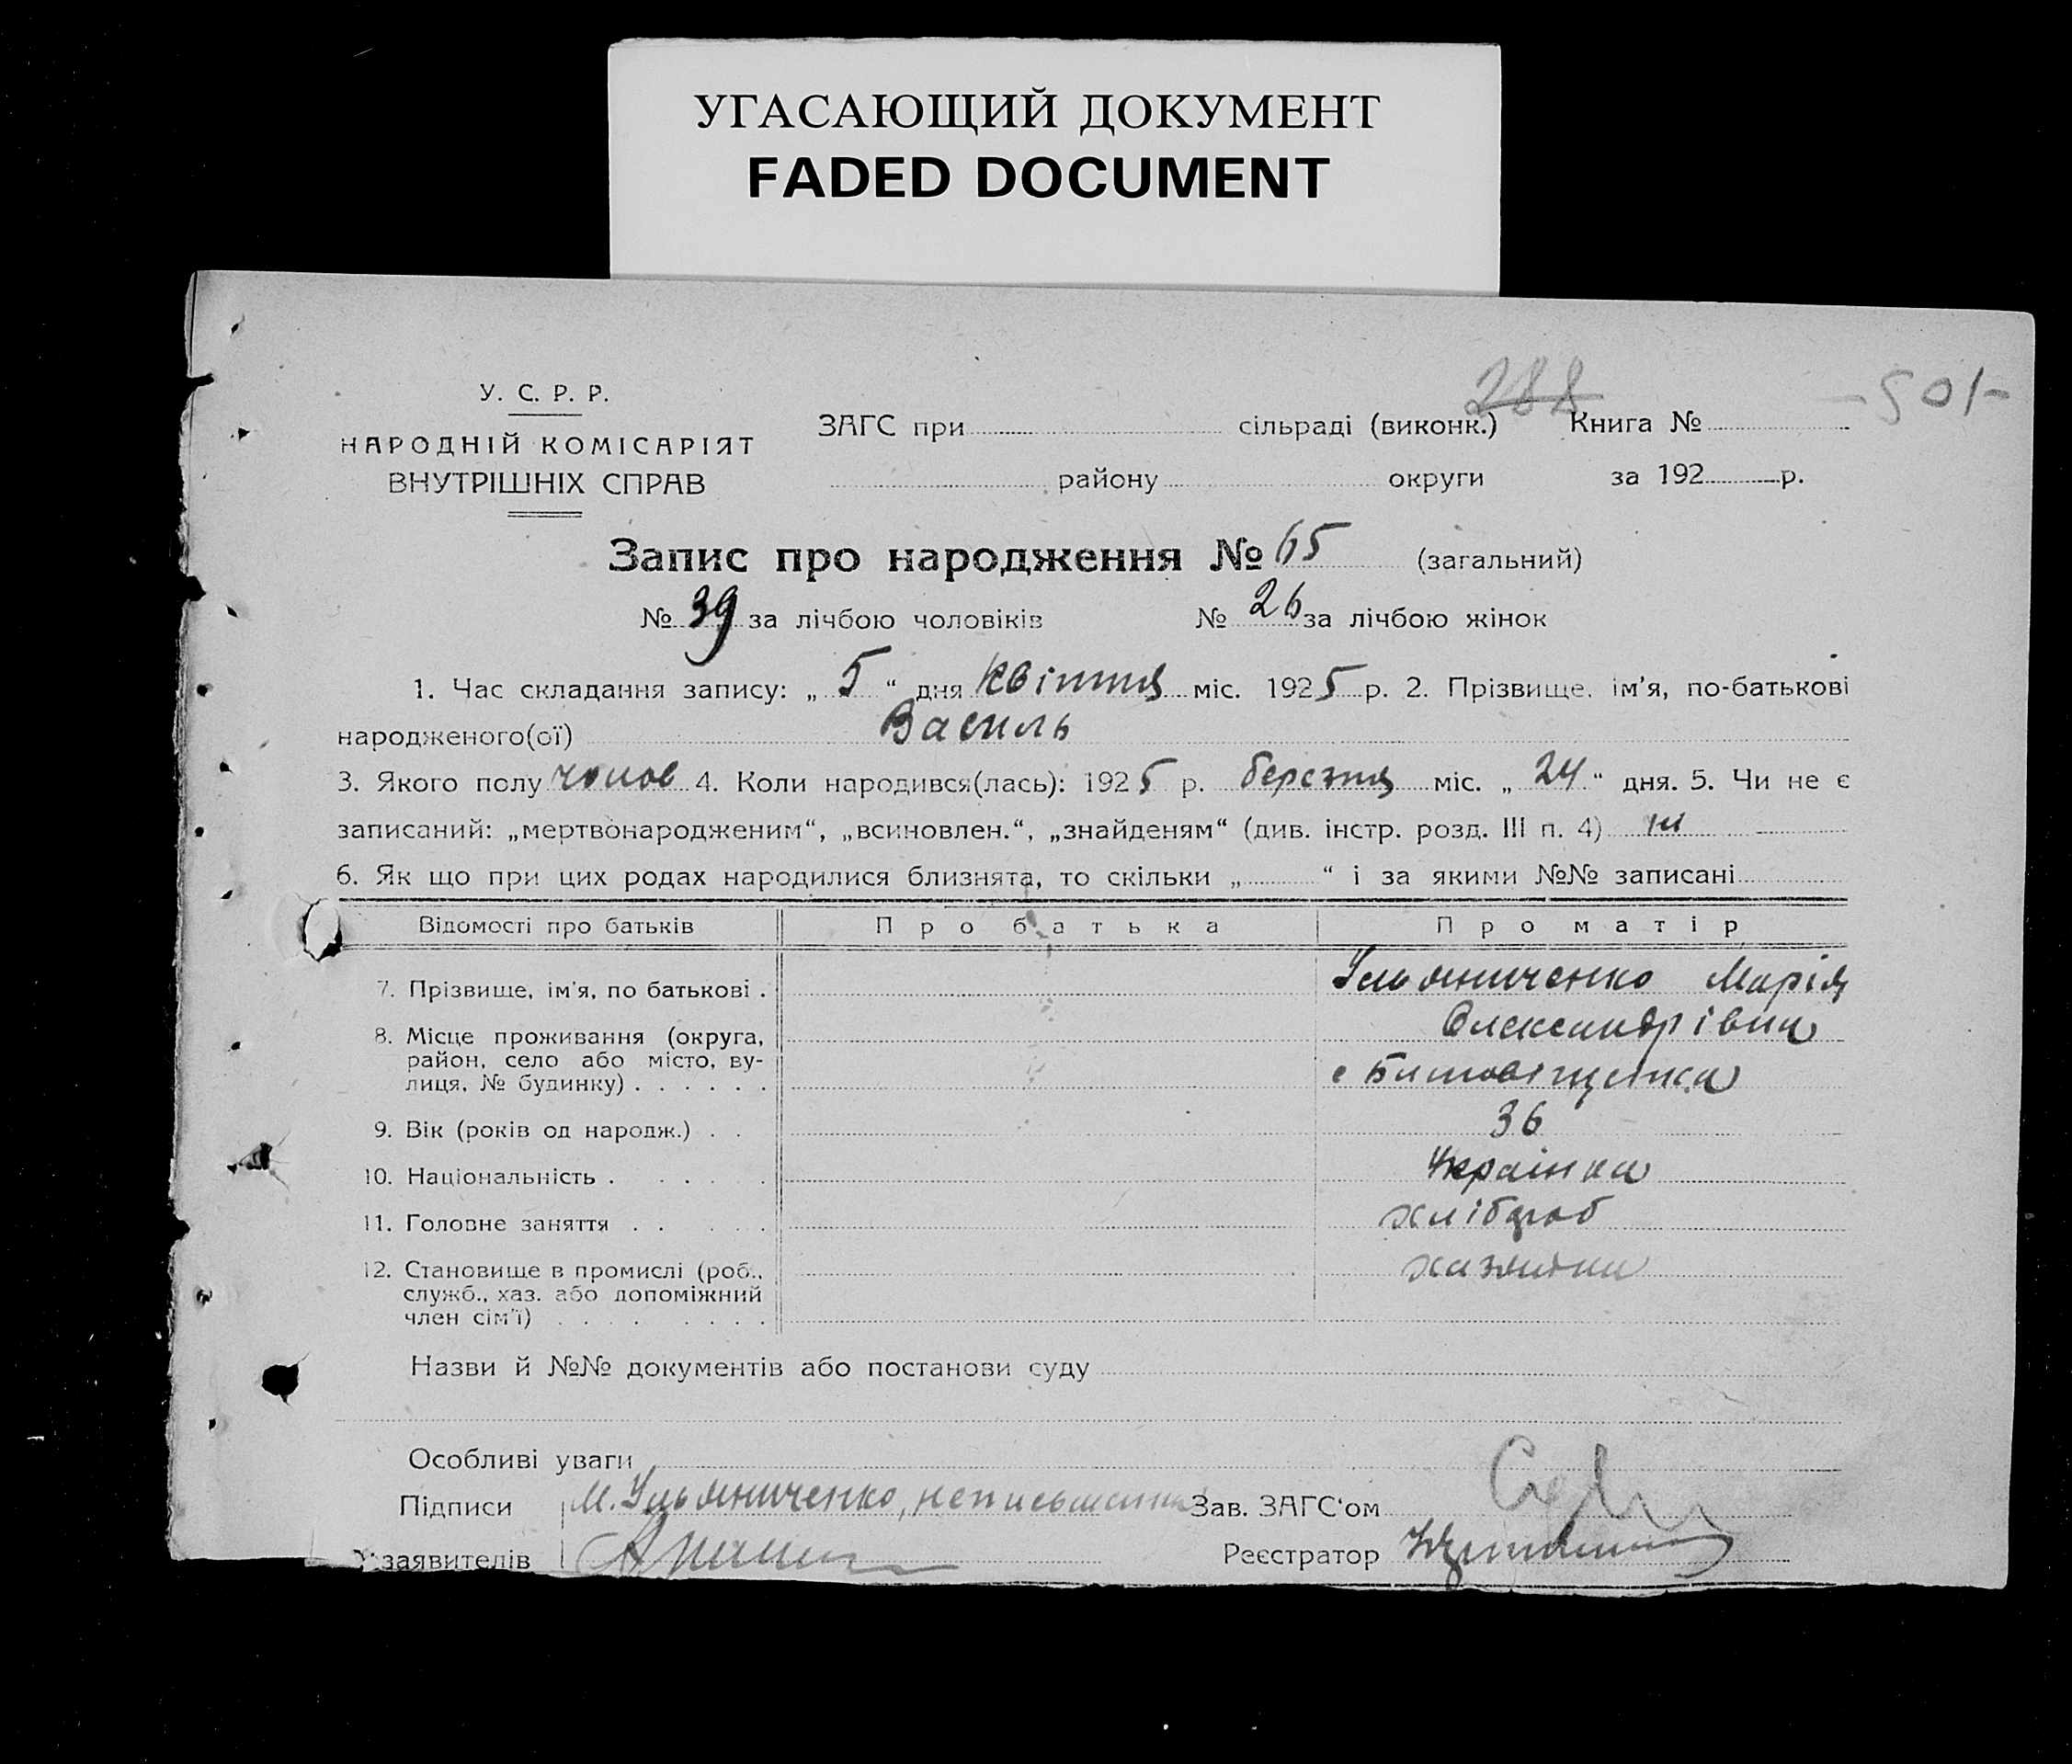 УГАСАЮЩИЙ ДОКУМЕНТ
FADED DOCUMENT
288
-501-
У. С. Р. Р.
НАРОДНІЙ КОМІСАРІЯТ
ВНУТРІШНІХ СПРАВ
ЗАГС при сільраді (виконк.) Книга №
району округи за 192 р.
Запис про народження № 65 (загальний)
№ 39 за лічбою чоловіків № 26 за лічбою жінок
1. Час складання запису: „ 5 “ дня квітня міс. 1925 р. 2. Прізвище, ім'я, по-батькові
народженого(ої) Василь
3. Якого полу чолов 4. Коли народився(лась): 1925 р. березня міс. „ 24 “ дня. 5. Чи не є
записаний: „мертвонародженим“, „всиновлен.“, „знайденям“ (див. інстр. розд. III п. 4) ні
6. Як що при цих родах народилися близнята, то скільки „ “ і за якими №№ записані
Відомості про батьків Про батька Про матір
7. Прізвище, ім'я, по батькові . Ульяниченко Марія
Олександрівна
8. Місце проживання (округа,
район, село або місто, ву-
лиця, № будинку) . . . . . . с
9. Вік (років од народж.) . . 36
10. Національність . . . . . Українка
11. Головне заняття . . . . хлібороб
12. Становище в промислі (роб., хазяйка
служб., хаз. або допоміжний
член сім'ї) . . . . . . . .
Назви й №№ документів або постанови суду
Особливі уваги
Підписи М. Ульяниченко, неписьменна Зав. ЗАГС'ом
заявителів Реєстратор